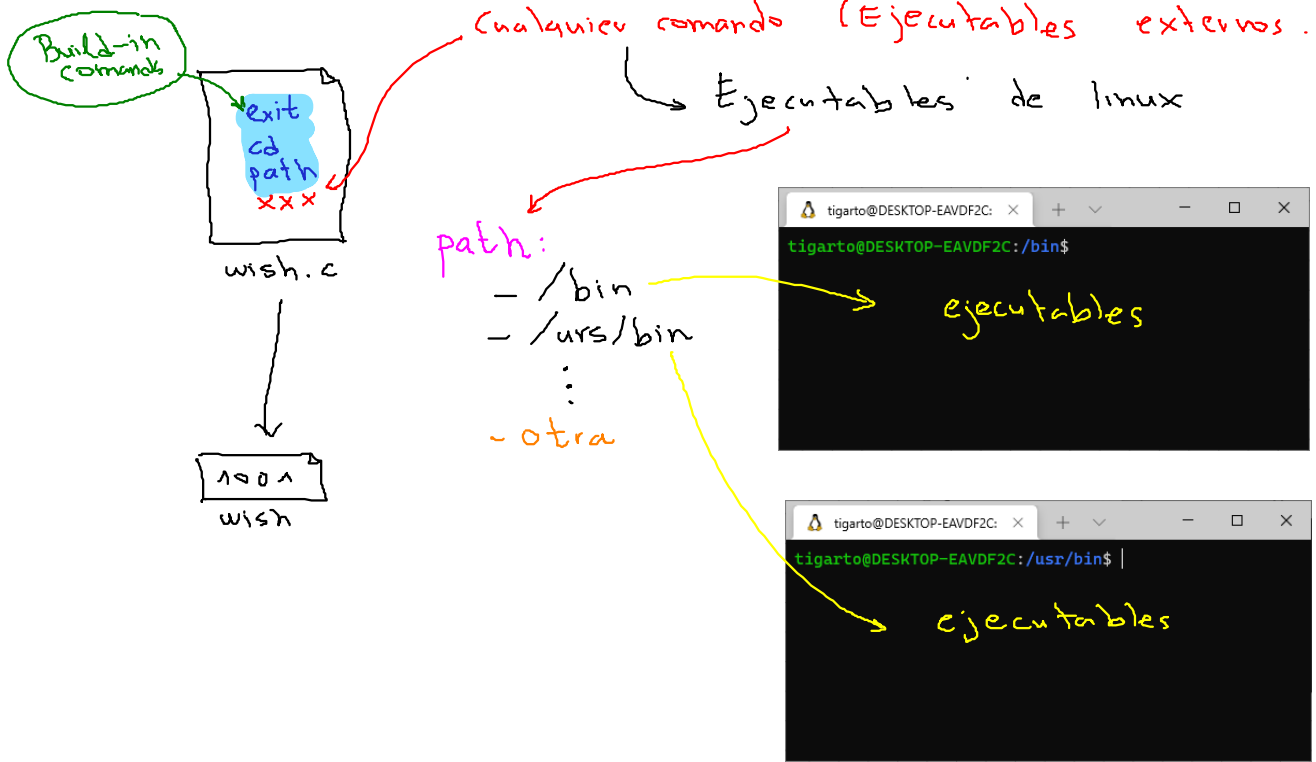 Cualquier comando (Ejecutables externos.
Build-in
comands
exit
cd
path
xxx
wish.c
Ejecutables de linux
path:
- /bin
- /urs/bin
- otra
1001
wish
tigarto@DESKTOP-EAVDF2C:
tigarto@DESKTOP-EAVDF2C:/bin$
ejecutables
tigarto@DESKTOP-EAVDF2C:
tigarto@DESKTOP-EAVDF2C:/usr/bin$
ejecutables